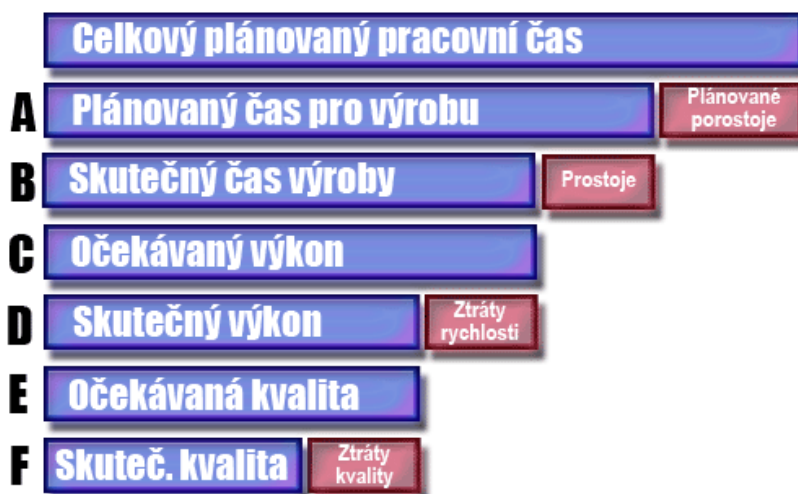 Celkový plánovaný pracovní čas
A Plánovaný čas pro výrobu Plánované
porostoje
B Skutečný čas výroby Prostoje
C Očekávaný výkon
D Skutečný výkon Ztráty
rychlosti
E Očekávaná kvalita
F Skuteč. kvalita Ztráty
kvality